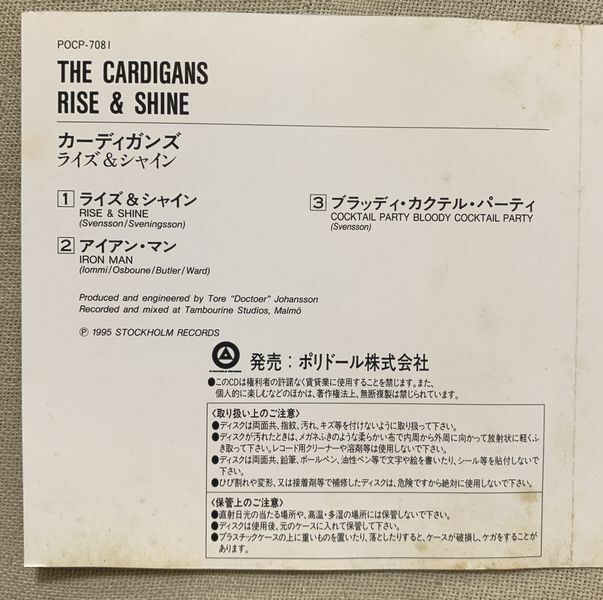 POCP-7081
THE CARDIGANS
RISE & SHINE
カーディガンズ
ライズ&シャイン
1 ライズ&シャイン
RISE & SHINE
(Svensson/Sveningsson)
2 アイアン・マン
IRON MAN
(Iommi/Osboune/Butler/Ward)
3 ブラッディ・カクテル・パーティ
COCKTAIL PARTY BLOODY COCKTAIL PARTY
(Svensson)
Produced and engineered by Tore "Doctoer" Johansson
Recorded and mixed at Tambourine Studios, Malmö
Ⓟ 1995 STOCKHOLM RECORDS
STOCKHOLM RECORDS
発売:ポリドール株式会社
●このCDは権利者の許諾なく賃貸業に使用することを禁じます。また、
個人的に楽しむなどのほかは、著作権法上、無断複製は禁じられています。
〈取り扱い上のご注意〉
●ディスクは両面共、指紋、汚れ、キズ等を付けないように取り扱って下さい。
●ディスクが汚れたときは、メガネふきのような柔らかい布で内周から外周に向かって放射状に軽くふ
き取って下さい。レコード用クリーナーや溶剤等は使用しないで下さい。
●ディスクは両面共、鉛筆、ボールペン、油性ペン等で文字や絵を書いたり、シール等を貼付しないで
下さい。
●ひび割れや変形、又は接着剤等で補修したディスクは、危険ですから絶対に使用しないで下さい。
〈保管上のご注意〉
●直射日光の当たる場所や、高温・多湿の場所には保管しないで下さい。
●ディスクは使用後、元のケースに入れて保管して下さい。
●プラスチックケースの上に重いものを置いたり、落としたりすると、ケースが破損し、ケガをすることが
あります。